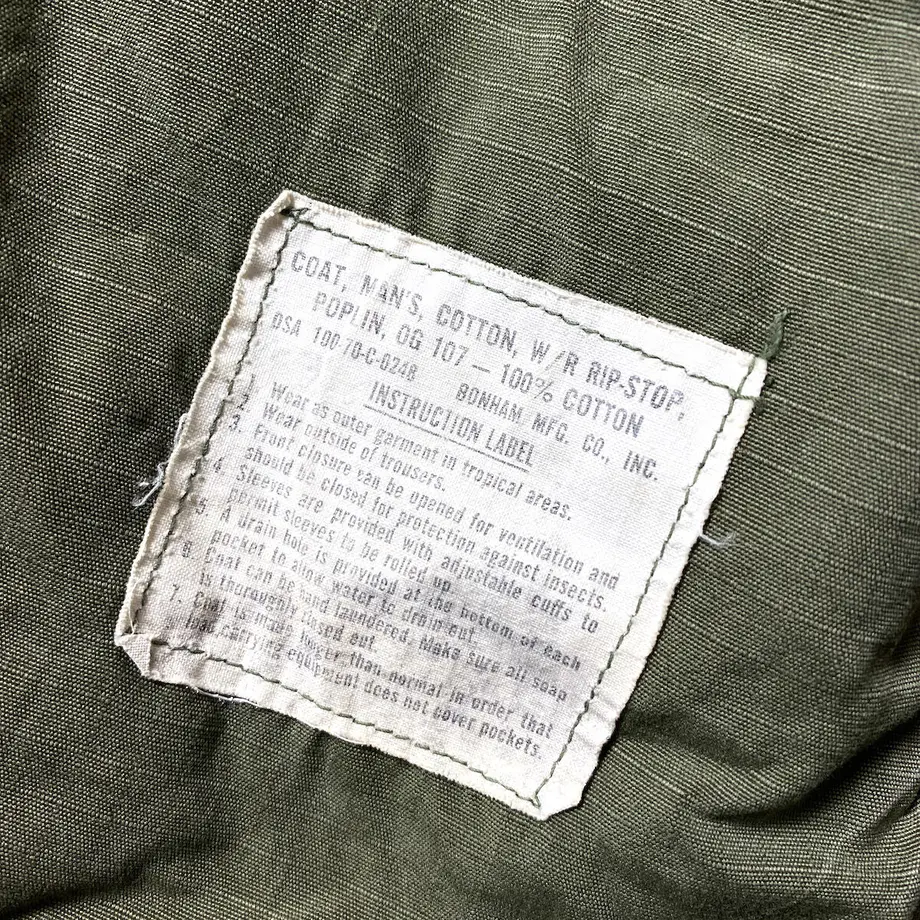 COAT, MAN'S, COTTON, W/R RIP-STOP,
POPLIN, OG 107 — 100% COTTON
DSA 100-70-C-0248 BONHAM MFG. CO., INC.
INSTRUCTION LABEL
1. Wear as outer garment in tropical areas.
2. Wear outside of trousers.
3. Front closure can be opened for ventilation and
should be closed for protection against insects.
4. Sleeves are provided with adjustable cuffs to
permit sleeves to be rolled up.
5. A drain hole is provided at the bottom of each
pocket to allow water to drain out.
6. Coat can be hand laundered. Make sure all soap
is thoroughly rinsed out.
7. Coat is made longer than normal in order that
load carrying equipment does not cover pockets.